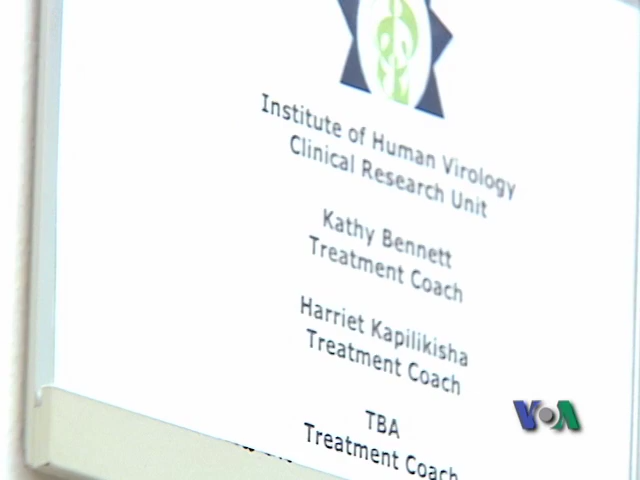 Institute of Human Virology
Clinical Research Unit
Kathy Bennett
Treatment Coach
Harriet Kapilikisha
Treatment Coach
TBA
Treatment Coach
VOA